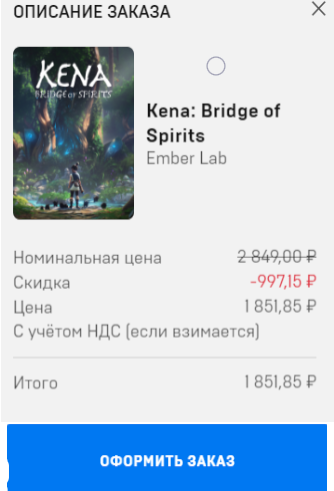 ОПИСАНИЕ ЗАКАЗА
KENA
BRIDGE OF SPIRITS
Kena: Bridge of
Spirits
Ember Lab
Номинальная цена 2 849,00 ₽
Скидка -997,15 ₽
Цена 1 851,85 ₽
С учётом НДС (если взимается)
Итого 1 851,85 ₽
ОФОРМИТЬ ЗАКАЗ